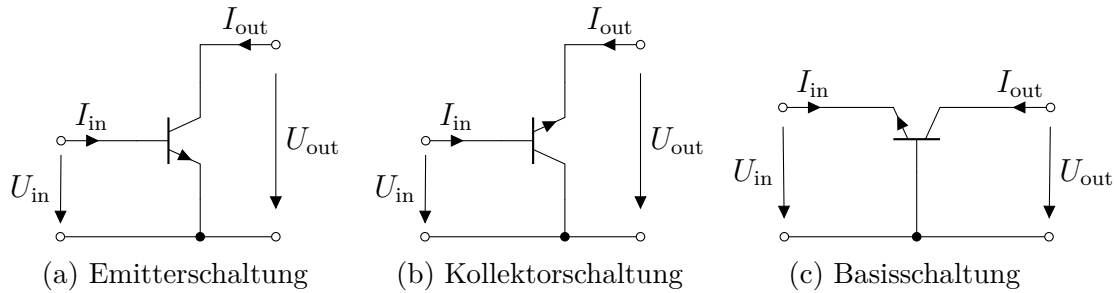 I_out
I_in
U_in
U_out
(a) Emitterschaltung
I_out
I_in
U_in
U_out
(b) Kollektorschaltung
I_in
I_out
U_in
U_out
(c) Basisschaltung